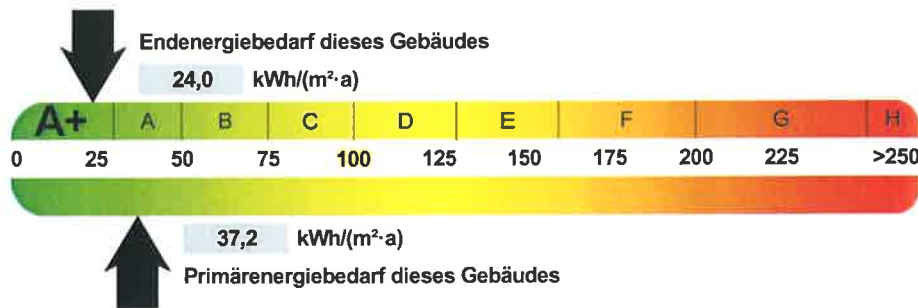 Endenergiebedarf dieses Gebäudes
24,0 kWh/(m²·a)
A+ A B C D E F G H
0 25 50 75 100 125 150 175 200 225 >250
37,2 kWh/(m²·a)
Primärenergiebedarf dieses Gebäudes